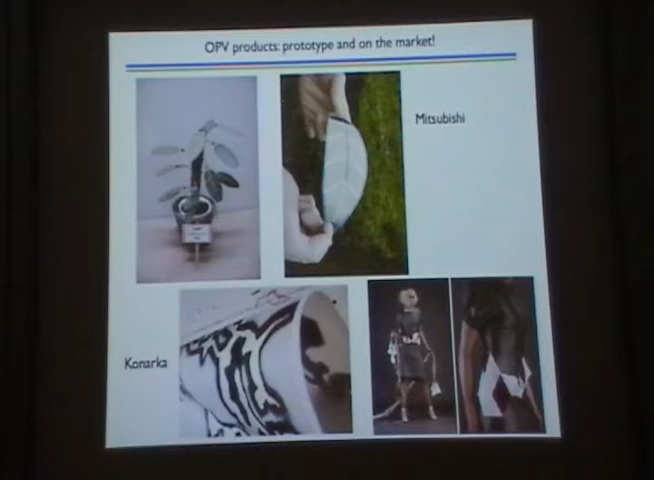 OPV products: prototype and on the market!
Mitsubishi
Konarka